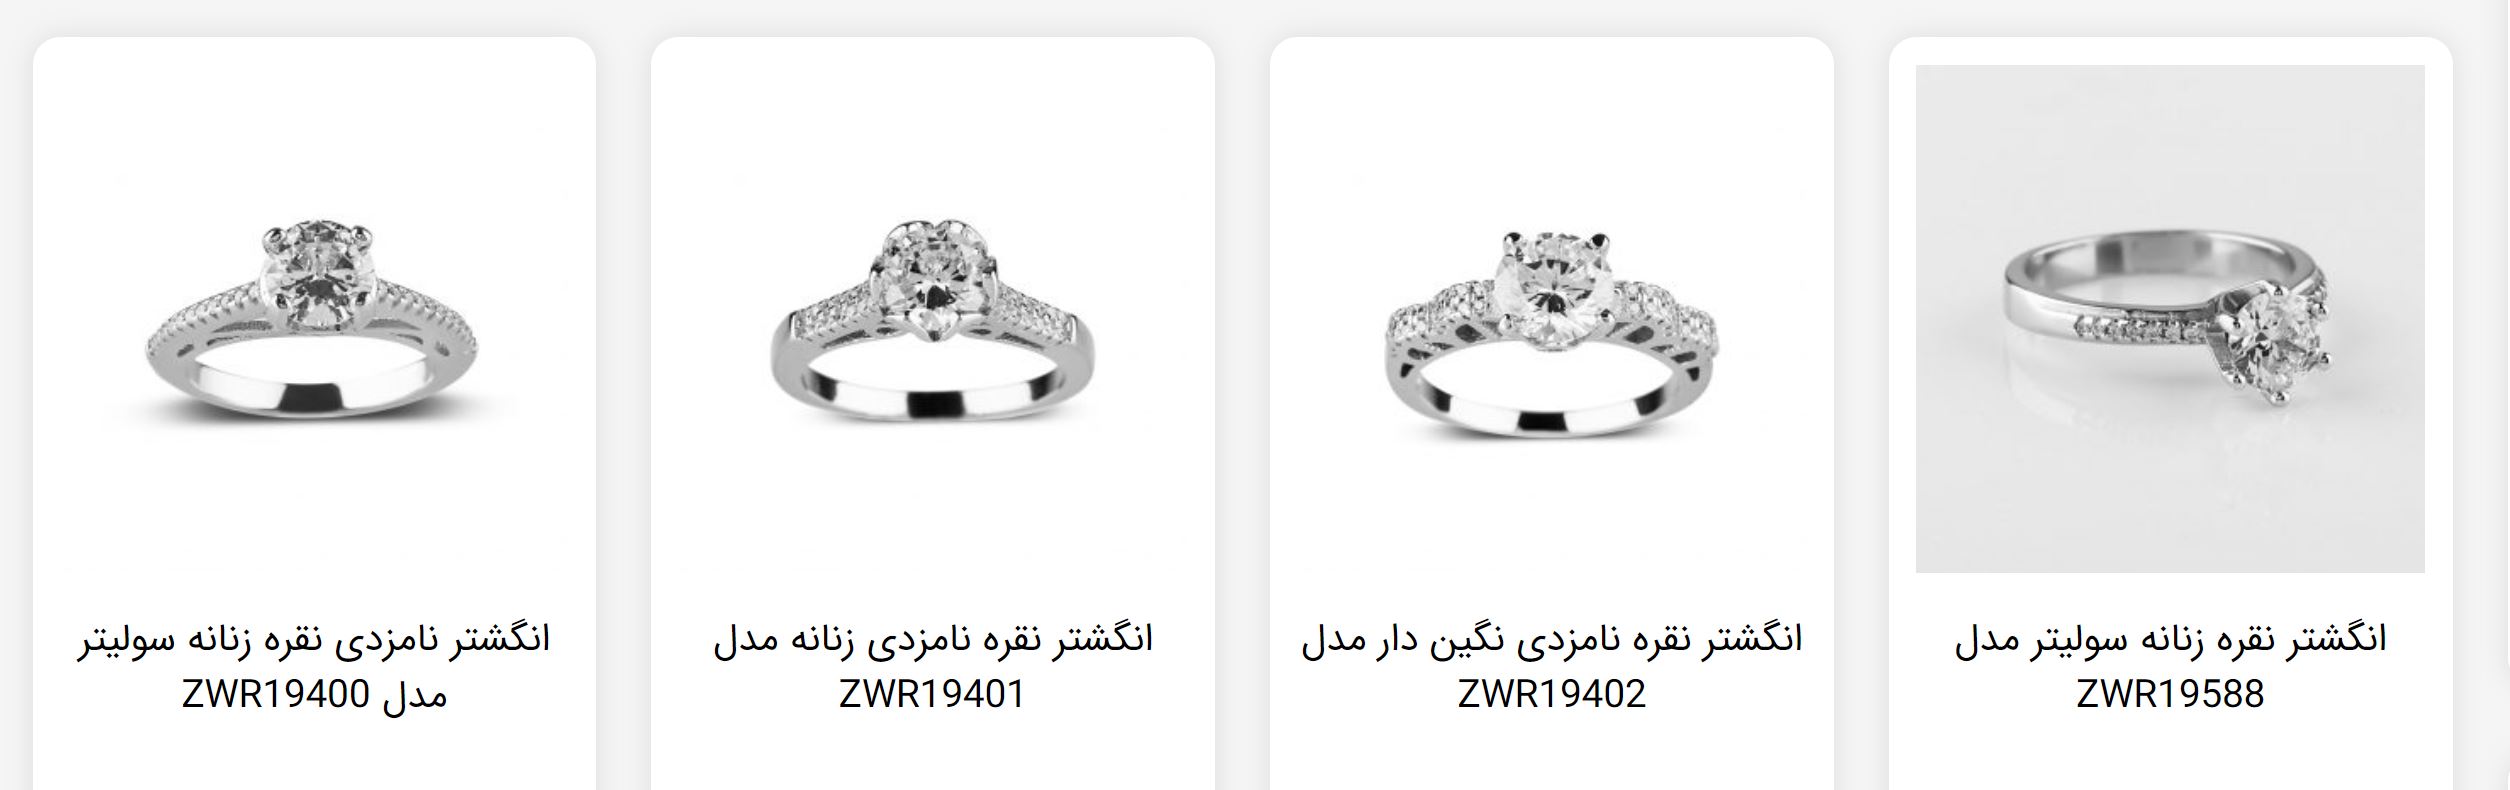 انگشتر نقره زنانه سولیتر مدل
ZWR19588
انگشتر نقره نامزدی نگین دار مدل
ZWR19402
انگشتر نقره نامزدی زنانه مدل
ZWR19401
انگشتر نامزدی نقره زنانه سولیتر
مدل ZWR19400